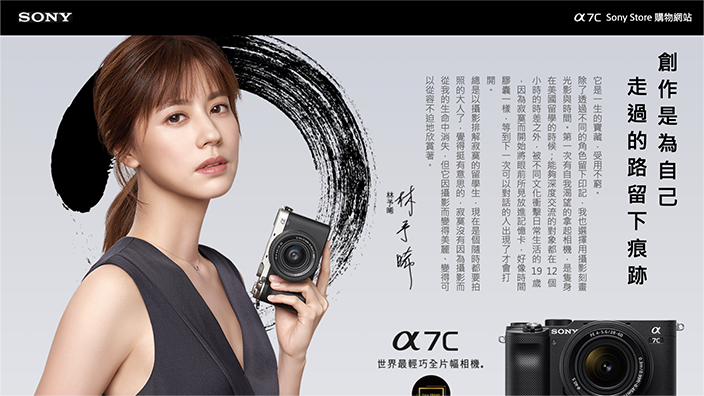 SONY
α7C Sony Store 購物網站
創作是為自己
走過的路留下痕跡
它是一生的寶藏，受用不窮。
除了透過不同的角色留下印記，我也選擇用攝影刻畫
光影與時間。第一次有自我渴望的拿起相機，是隻身
在美國留學的時候；能夠深度交流的對象都在12個
小時的時差之外，被不同文化衝擊日常生活的19歲
，因為寂寞而開始將眼前所見放進記憶卡，好像時間
膠囊一樣，等到下一次可以對話的人出現了才會打
開。
總是以攝影排解寂寞的留學生，現在是個隨時都要拍
照的大人了，覺得挺有意思的，寂寞沒有因為攝影而
從我的生命中消失，但它因攝影而變得美麗、變得可
以從容不迫地欣賞著。
林予晞
林予晞
α7C
世界最輕巧全片幅相機。
SONY
α
7C